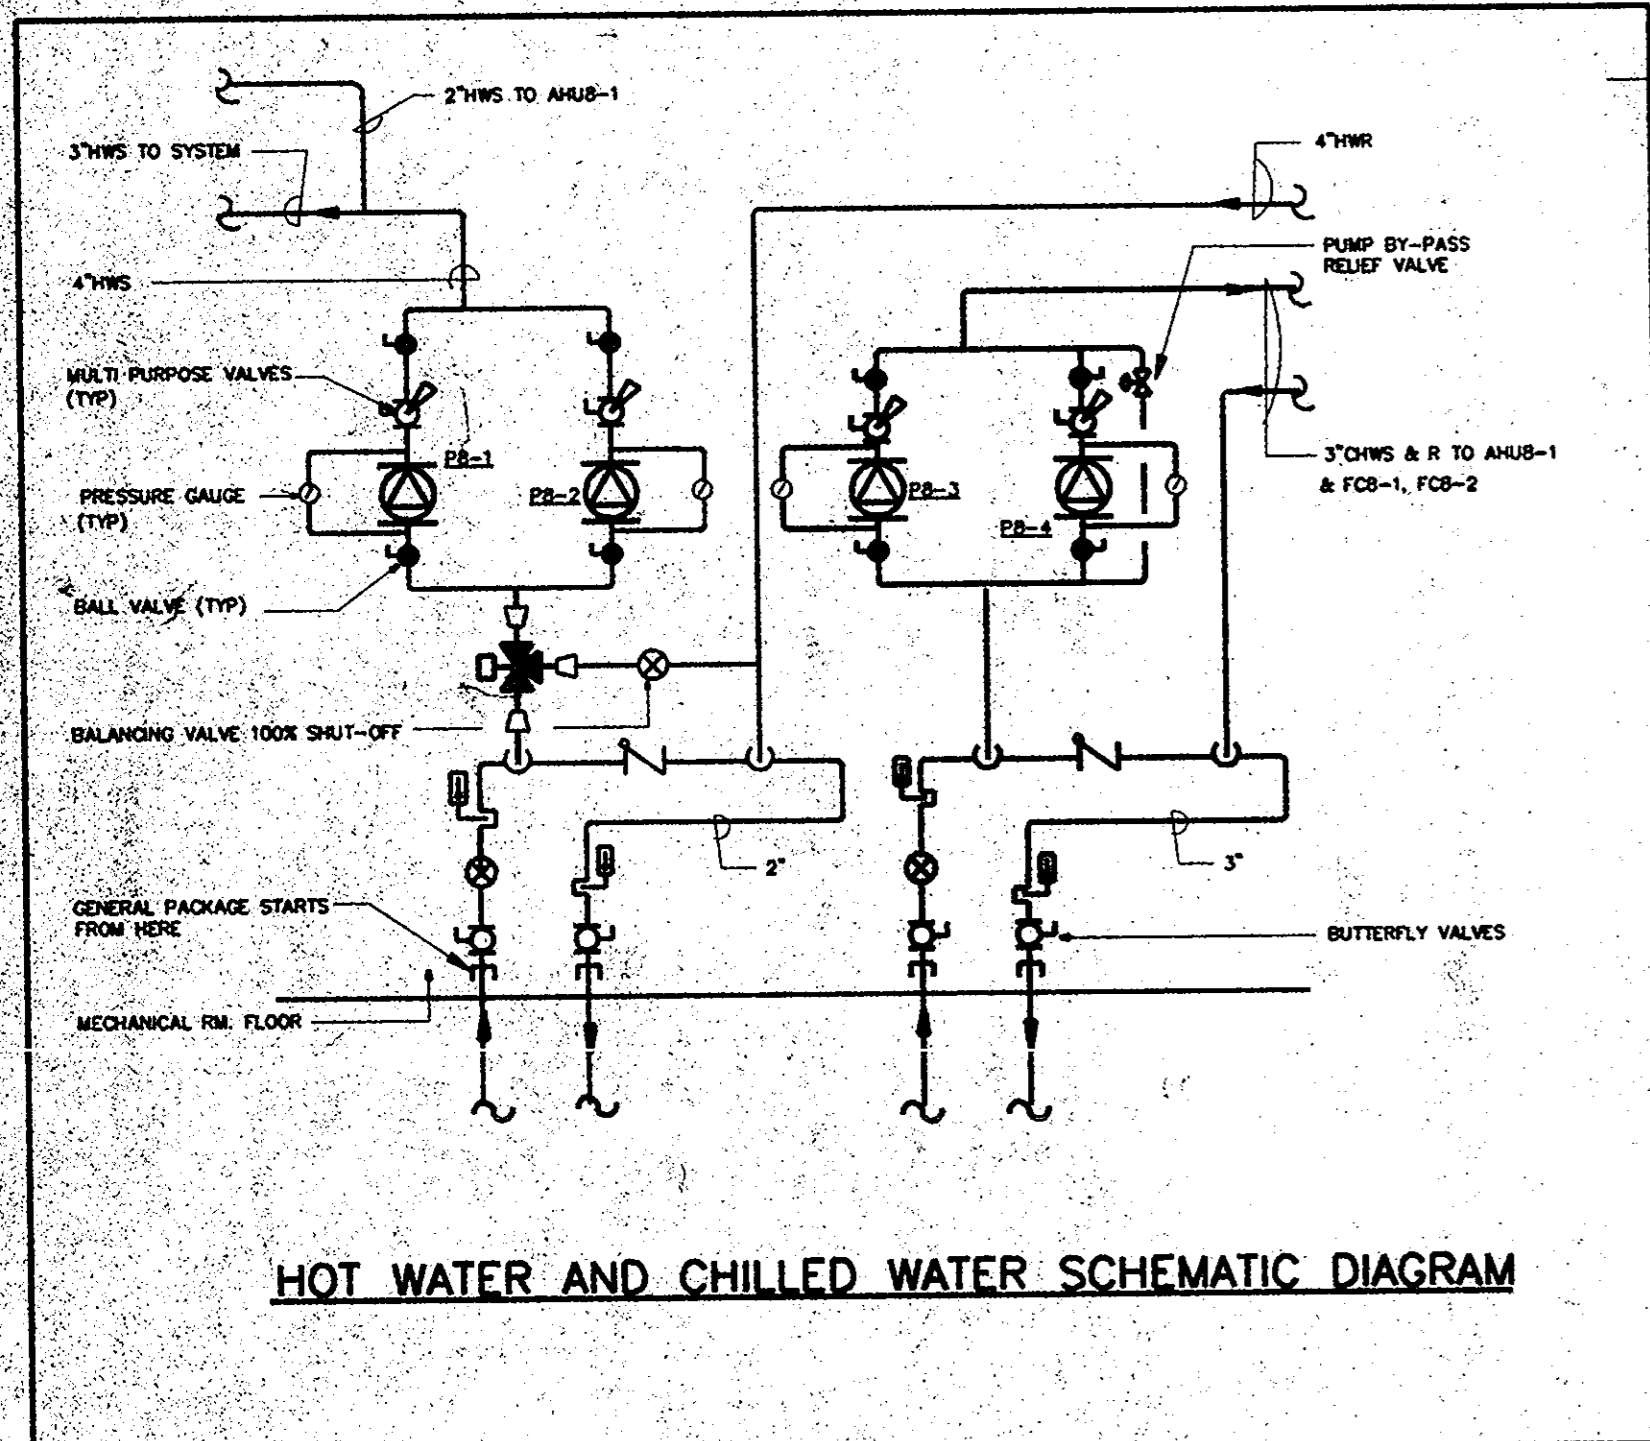 2"HWS TO AHU8-1
3"HWS TO SYSTEM
4"HWR
PUMP BY-PASS
RELIEF VALVE
4"HWS
MULTI PURPOSE VALVES
(TYP)
P8-1
3"CHWS & R TO AHU8-1
& FC8-1, FC8-2
PRESSURE GAUGE
(TYP)
P8-2
P8-3
P8-4
BALL VALVE (TYP)
BALANCING VALVE 100% SHUT-OFF
2"
3"
GENERAL PACKAGE STARTS
FROM HERE
BUTTERFLY VALVES
MECHANICAL RM. FLOOR
HOT WATER AND CHILLED WATER SCHEMATIC DIAGRAM